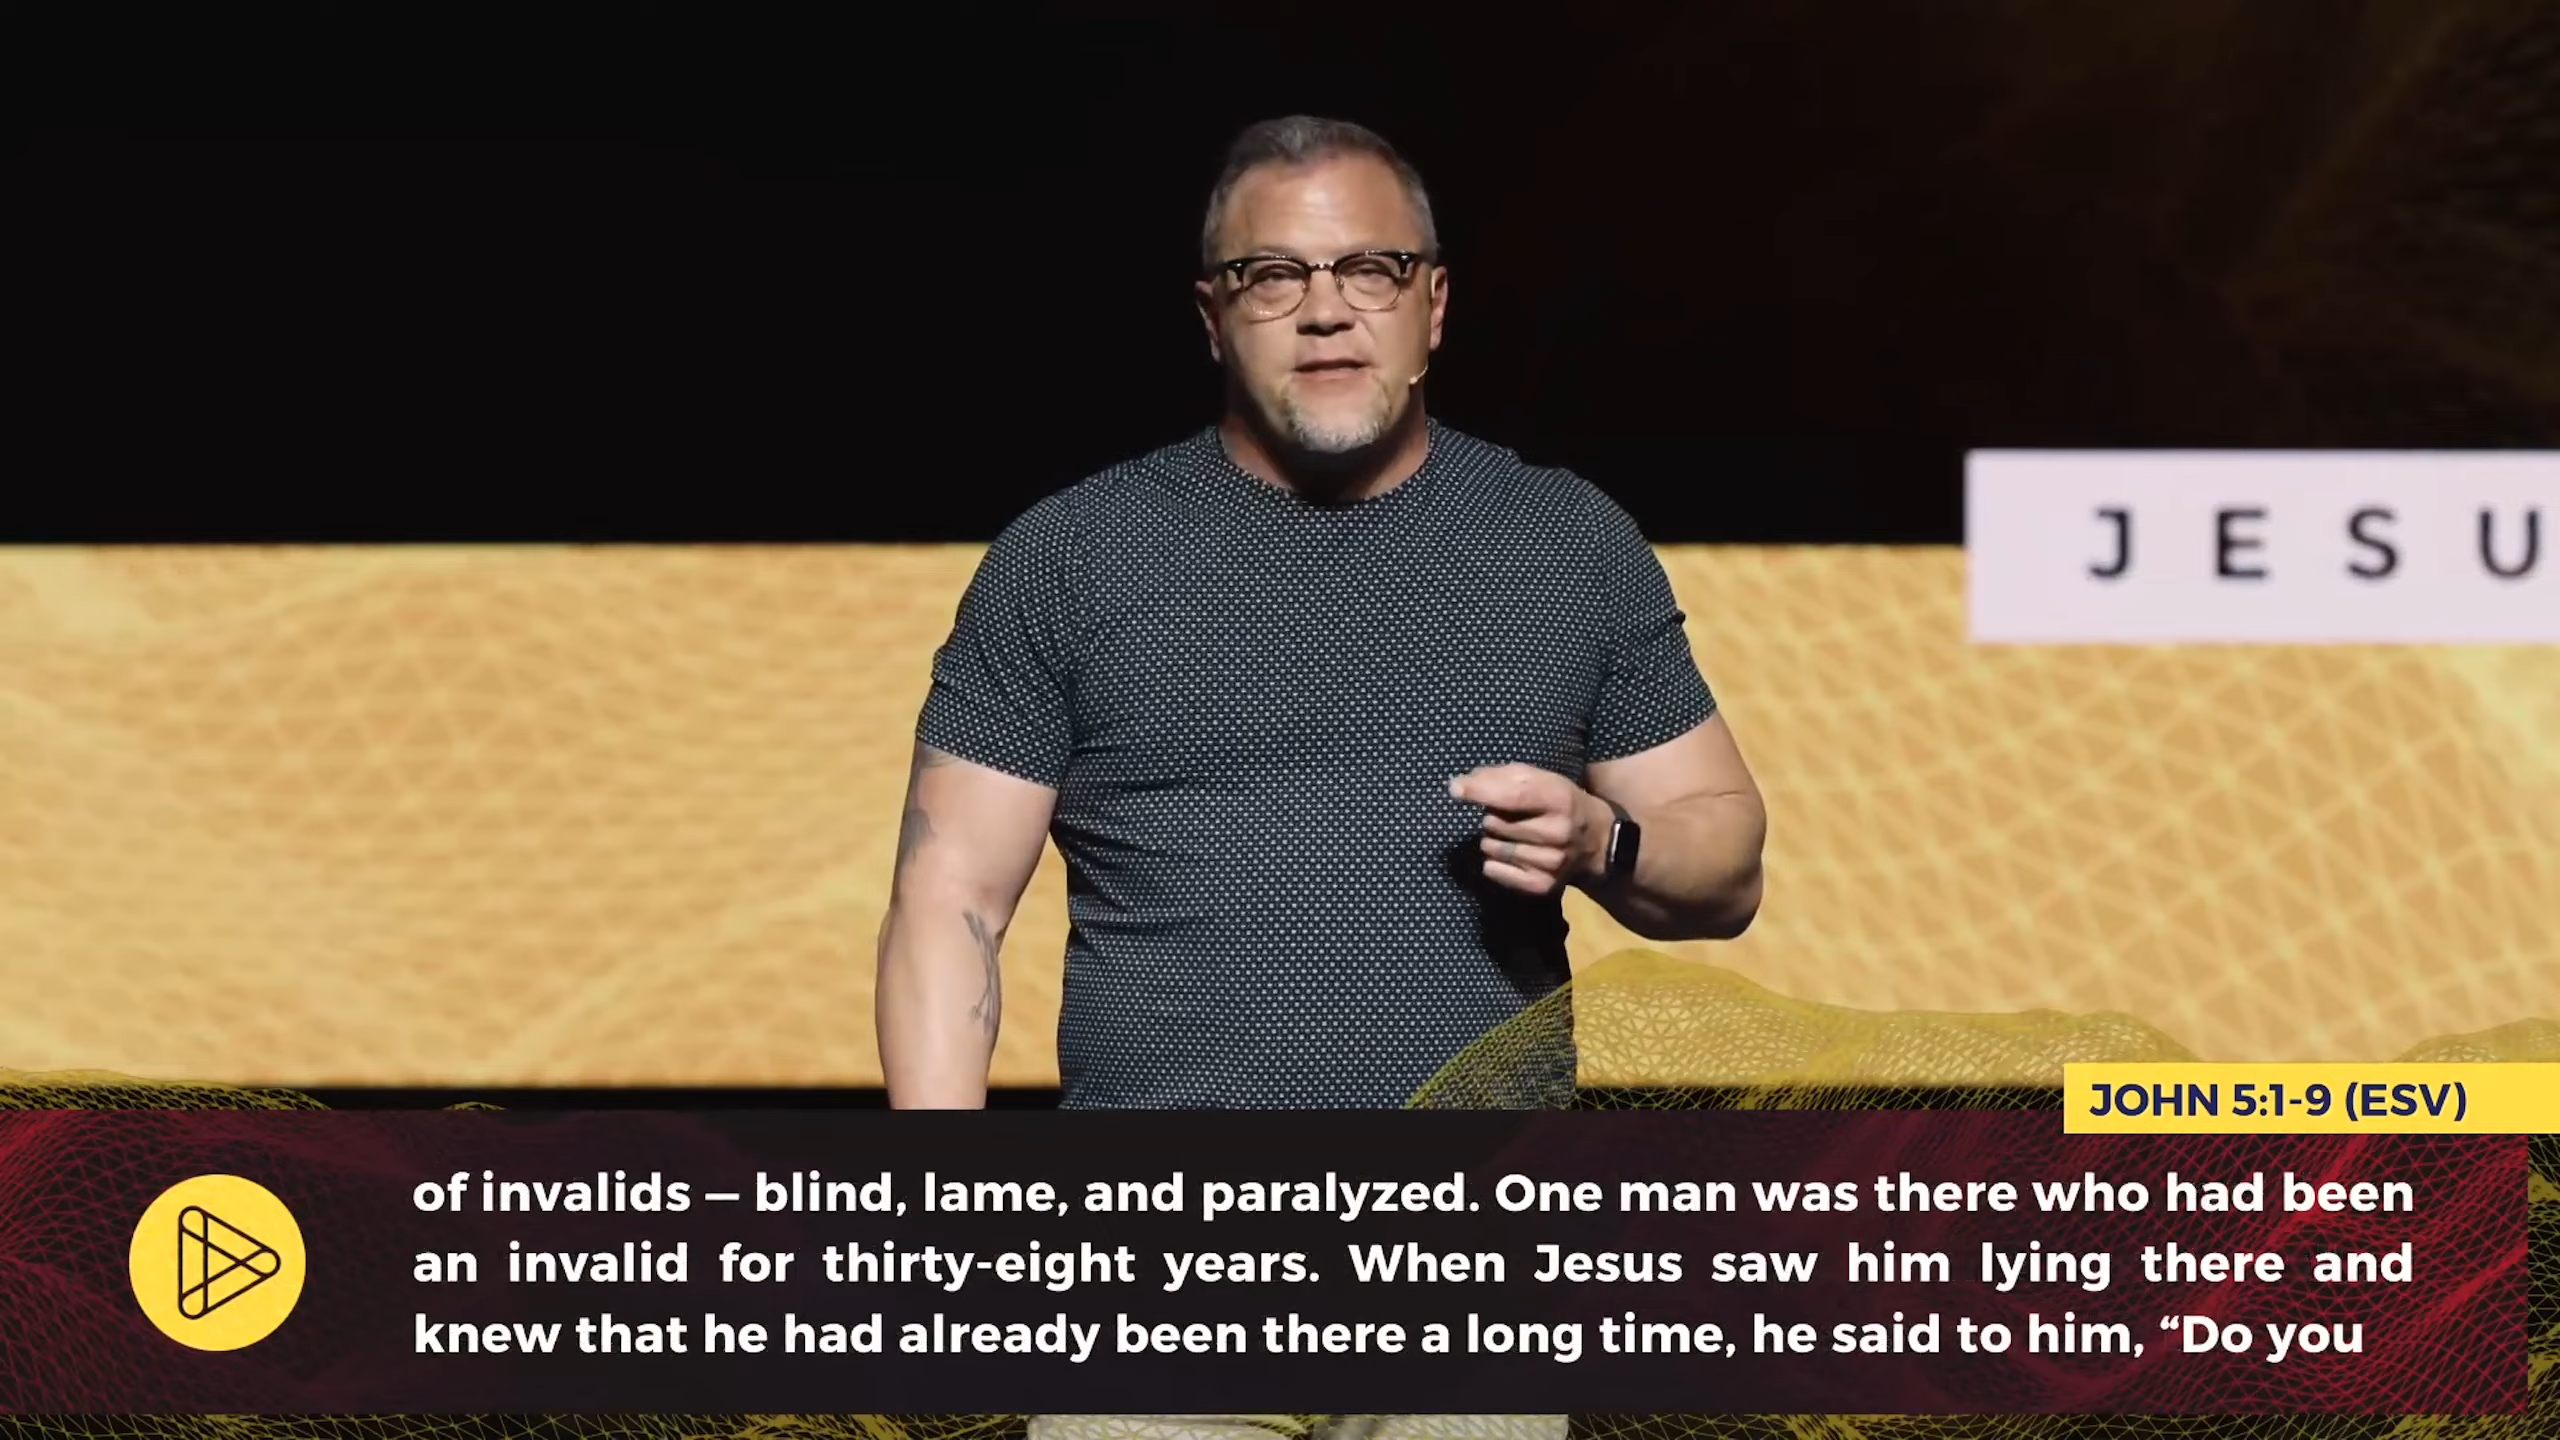 JESU
JOHN 5:1-9 (ESV)
of invalids — blind, lame, and paralyzed. One man was there who had been
an invalid for thirty-eight years. When Jesus saw him lying there and
knew that he had already been there a long time, he said to him, “Do you